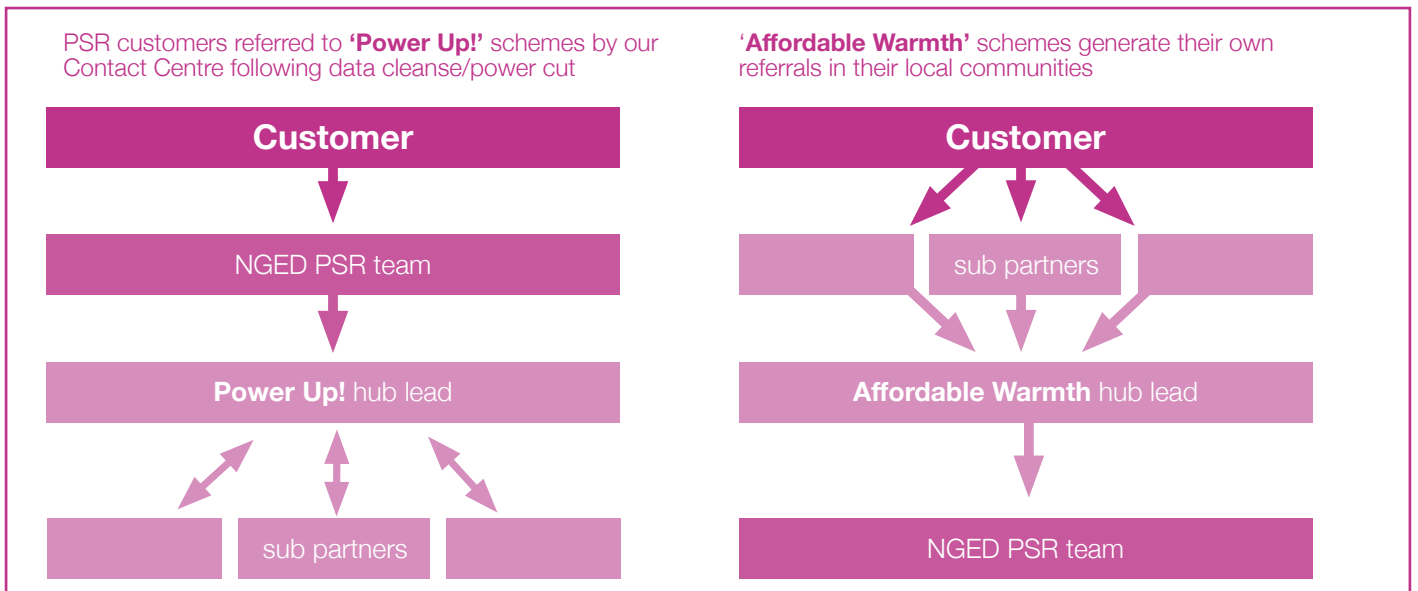 PSR customers referred to ‘Power Up!’ schemes by our
Contact Centre following data cleanse/power cut
Customer
NGED PSR team
Power Up! hub lead
sub partners
‘Affordable Warmth’ schemes generate their own
referrals in their local communities
Customer
sub partners
Affordable Warmth hub lead
NGED PSR team